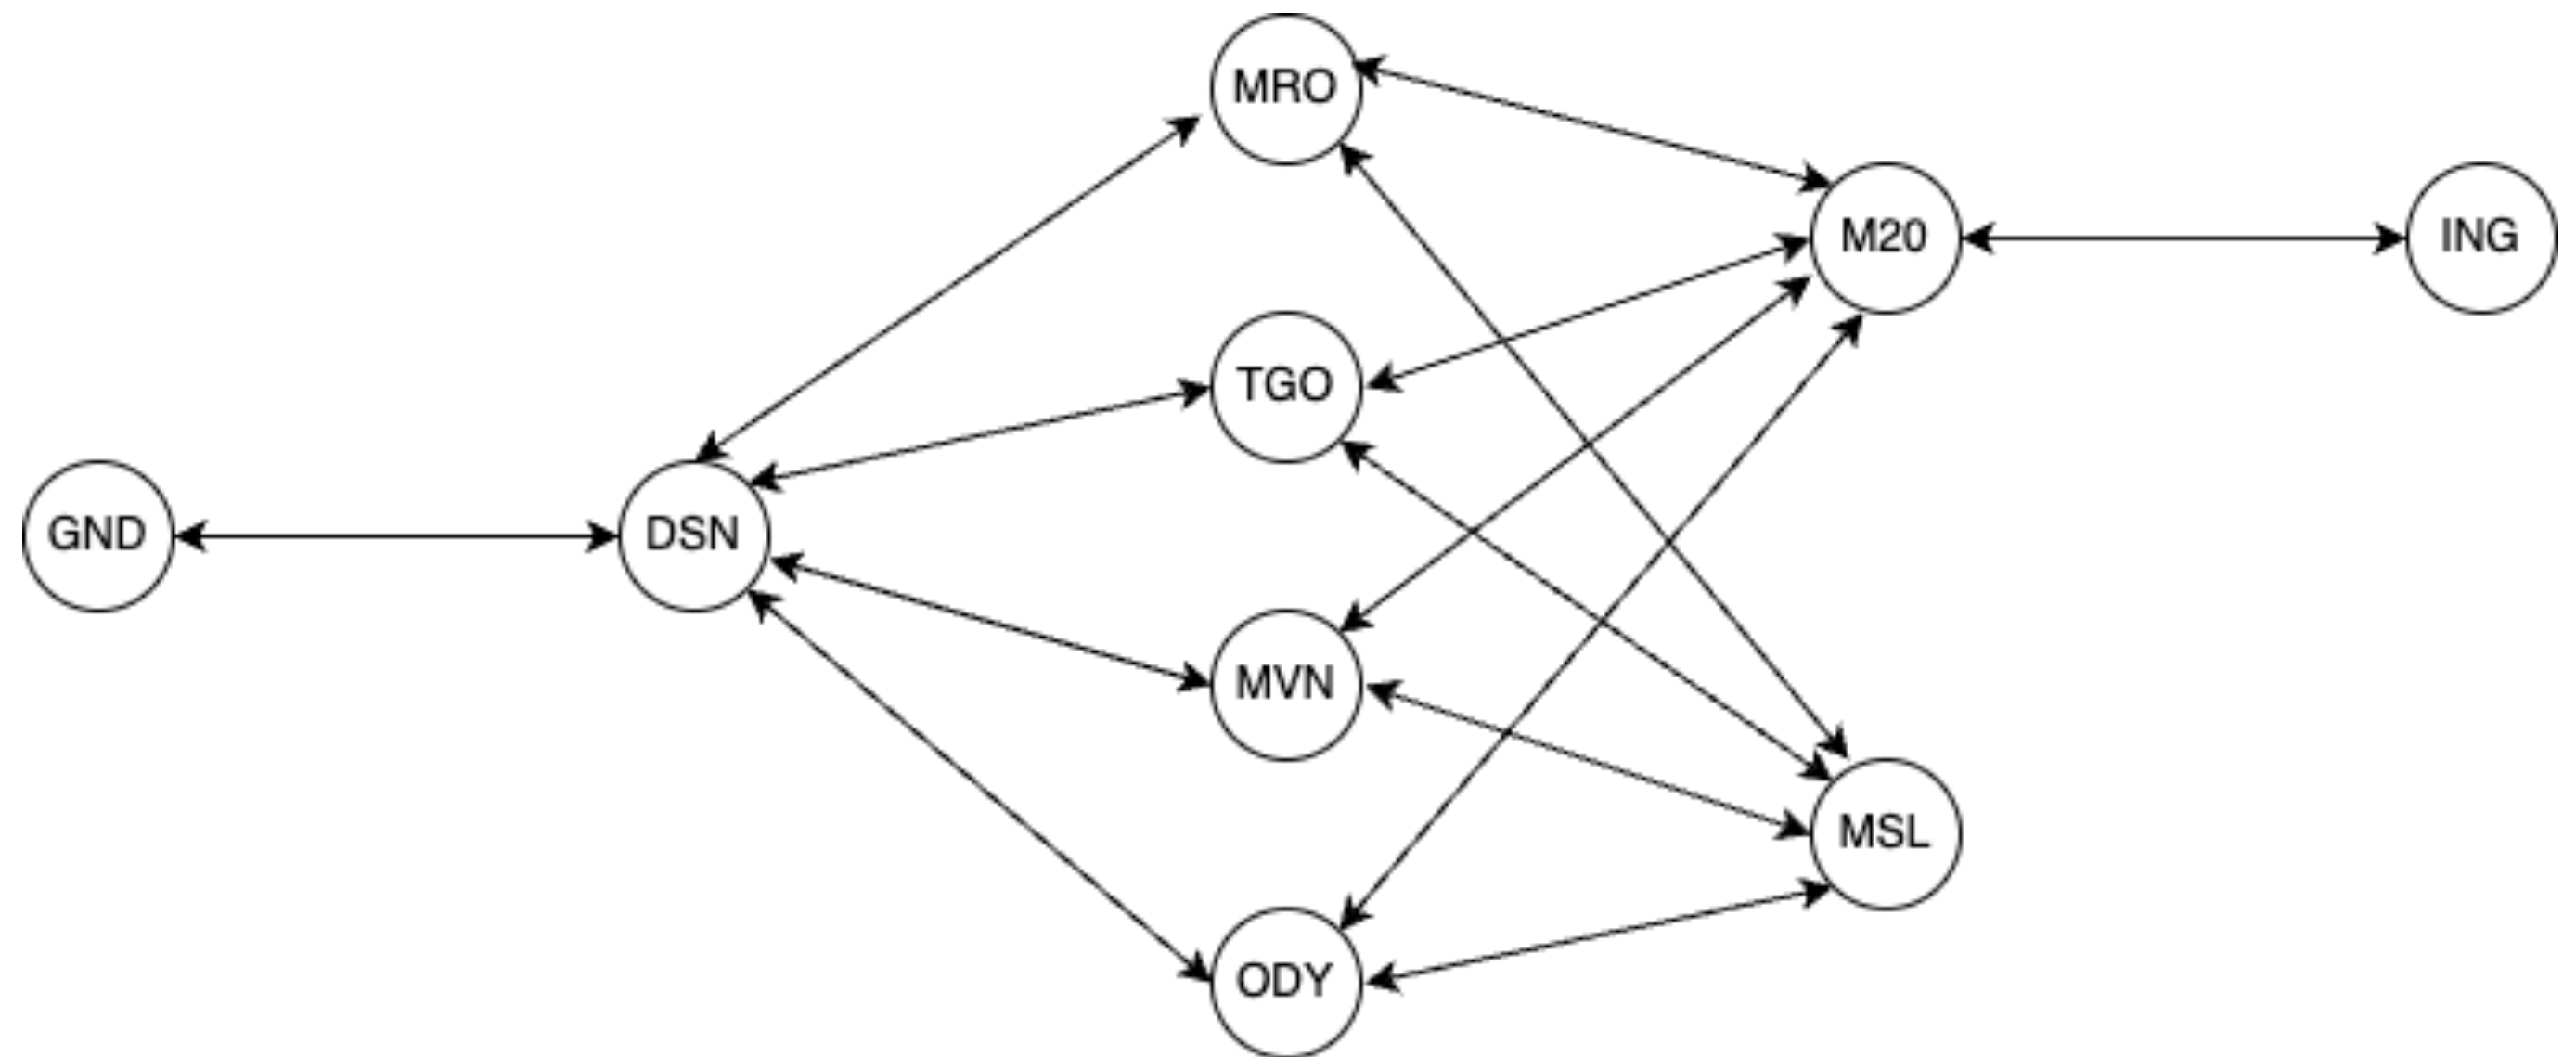 MRO
M20
ING
TGO
GND
DSN
MVN
MSL
ODY